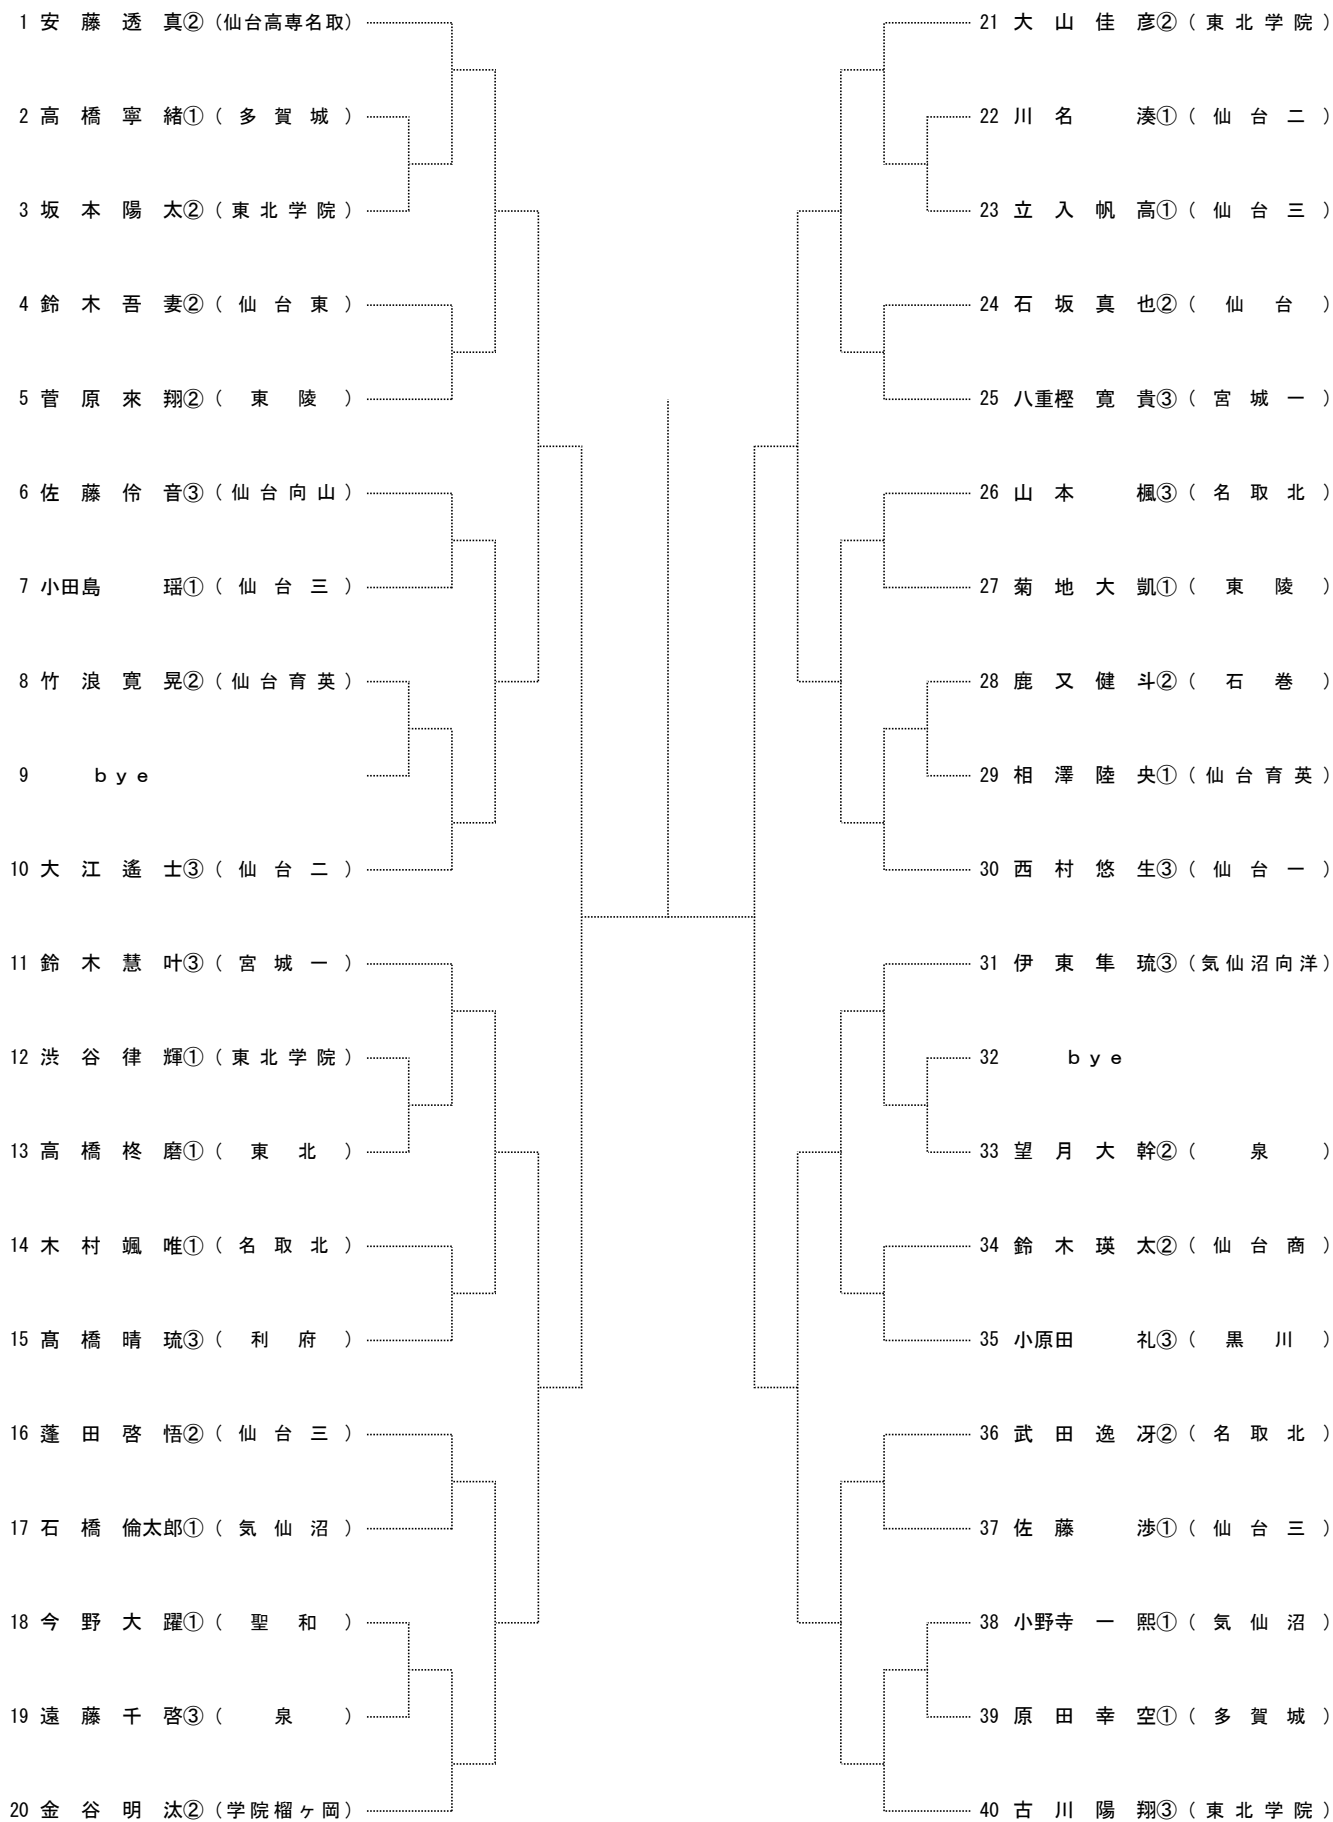 1 安藤透真②(仙台高専名取)
2 高橋寧緒①(多賀城)
3 坂本陽太②(東北学院)
4 鈴木吾妻②(仙台東)
5 菅原來翔②(東陵)
6 佐藤伶音③(仙台向山)
7 小田島瑶①(仙台三)
8 竹浪寛晃②(仙台育英)
9 bye
10 大江遙士③(仙台二)
11 鈴木慧叶③(宮城一)
12 渋谷律輝①(東北学院)
13 高橋柊磨①(東北)
14 木村颯唯①(名取北)
15 髙橋晴琉③(利府)
16 蓬田啓悟②(仙台三)
17 石橋倫太郎①(気仙沼)
18 今野大躍①(聖和)
19 遠藤千啓③(泉)
20 金谷明汰②(学院榴ヶ岡)
21 大山佳彦②(東北学院)
22 川名湊①(仙台二)
23 立入帆高①(仙台三)
24 石坂真也②(仙台)
25 八重樫寛貴③(宮城一)
26 山本楓③(名取北)
27 菊地大凱①(東陵)
28 鹿又健斗②(石巻)
29 相澤陸央①(仙台育英)
30 西村悠生③(仙台一)
31 伊東隼琉③(気仙沼向洋)
32 bye
33 望月大幹②(泉)
34 鈴木瑛太②(仙台商)
35 小原田礼③(黒川)
36 武田逸冴②(名取北)
37 佐藤渉①(仙台三)
38 小野寺一熙①(気仙沼)
39 原田幸空①(多賀城)
40 古川陽翔③(東北学院)